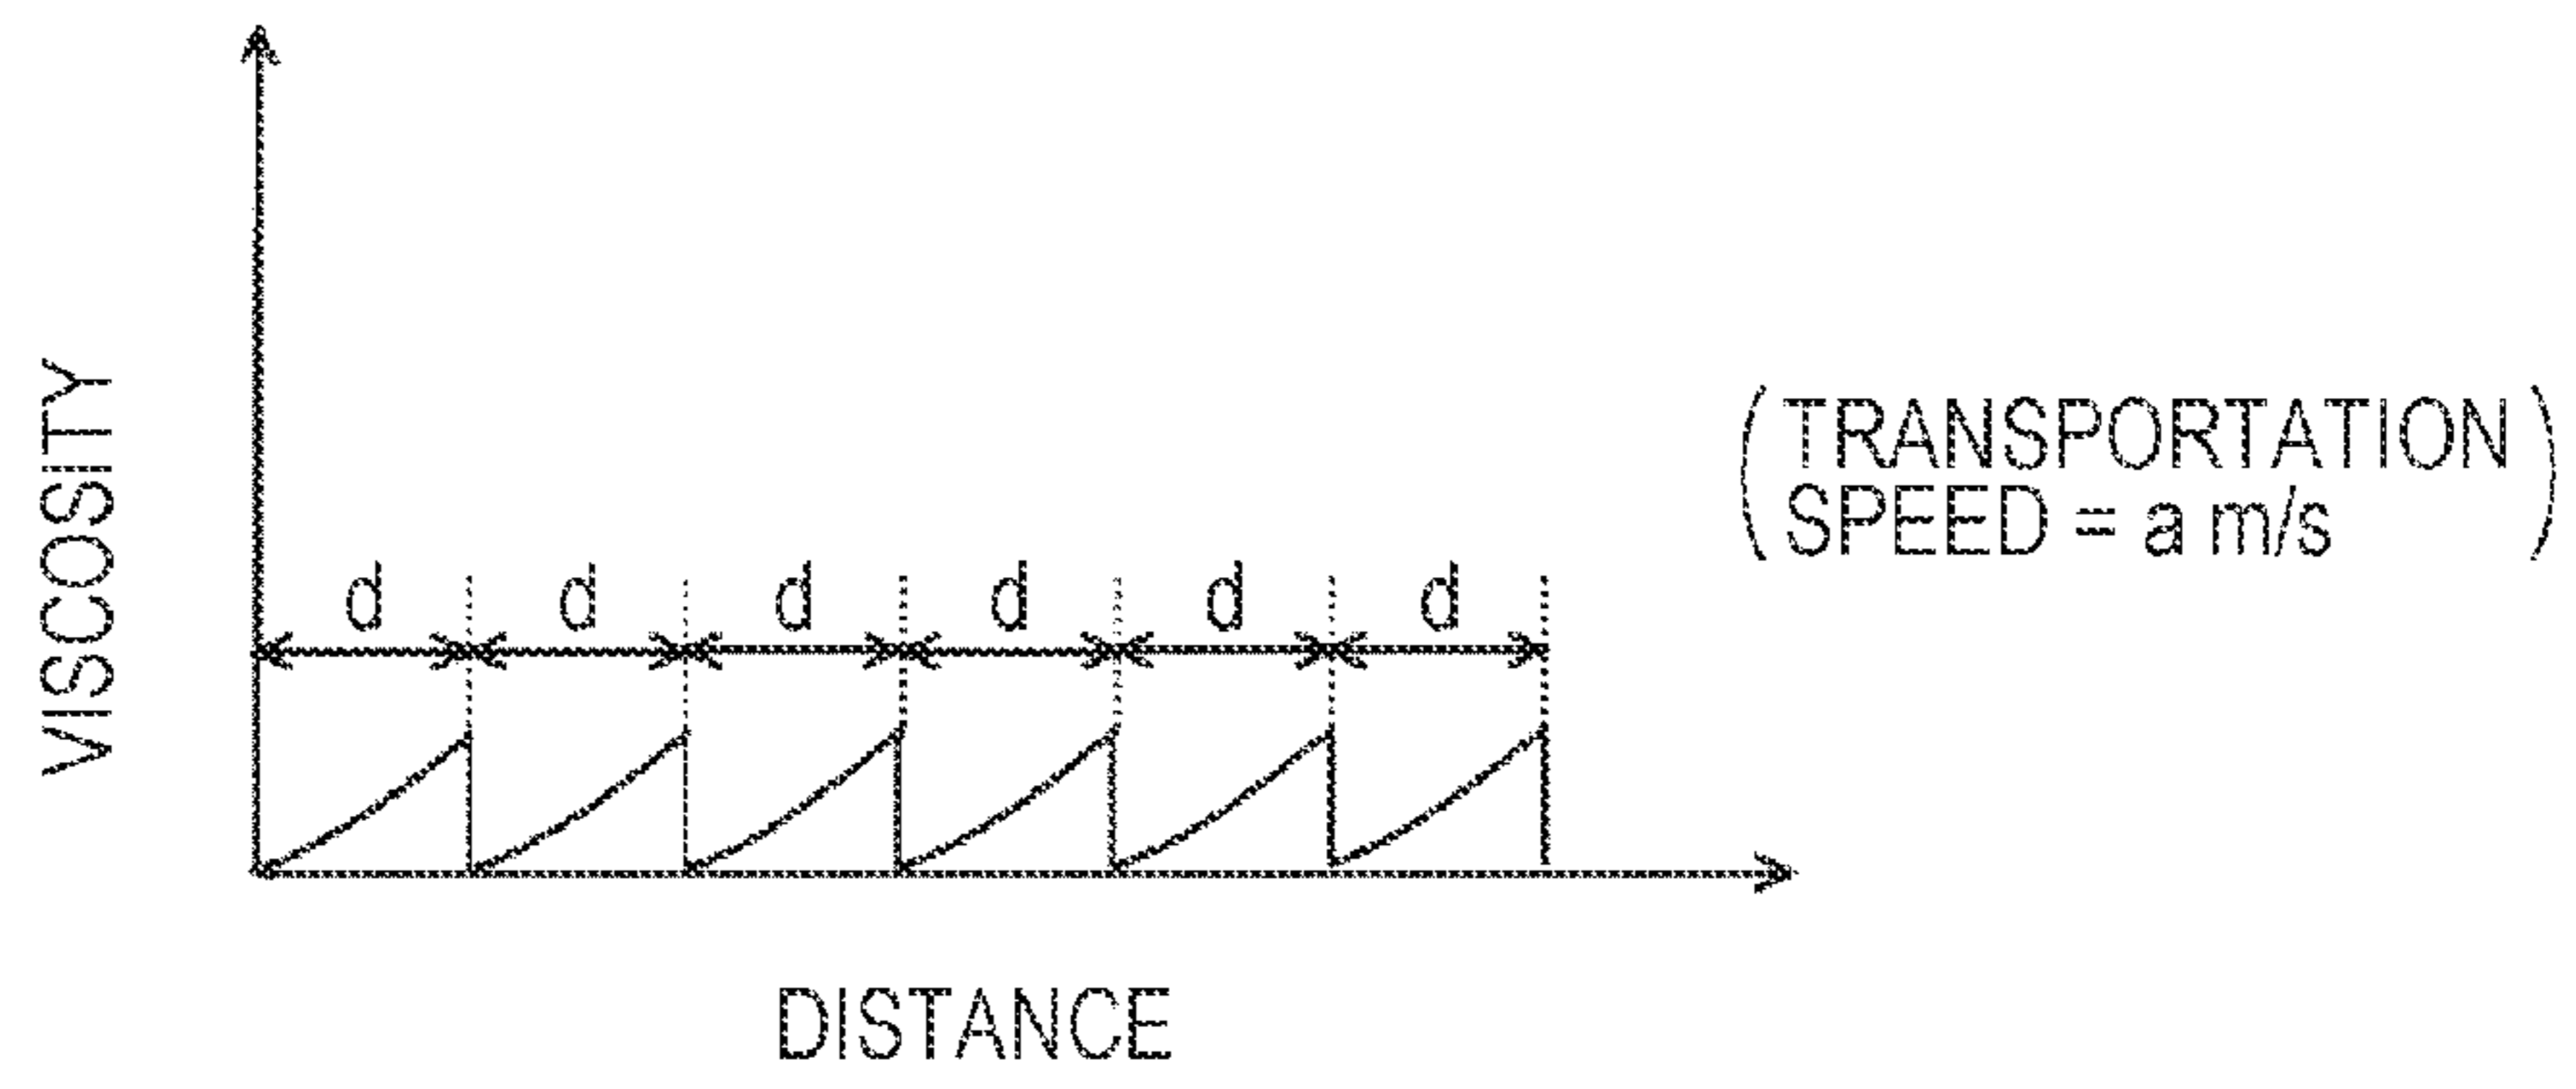 VISCOSITY
d d d d d d
(TRANSPORTATION
SPEED = a m/s)
DISTANCE